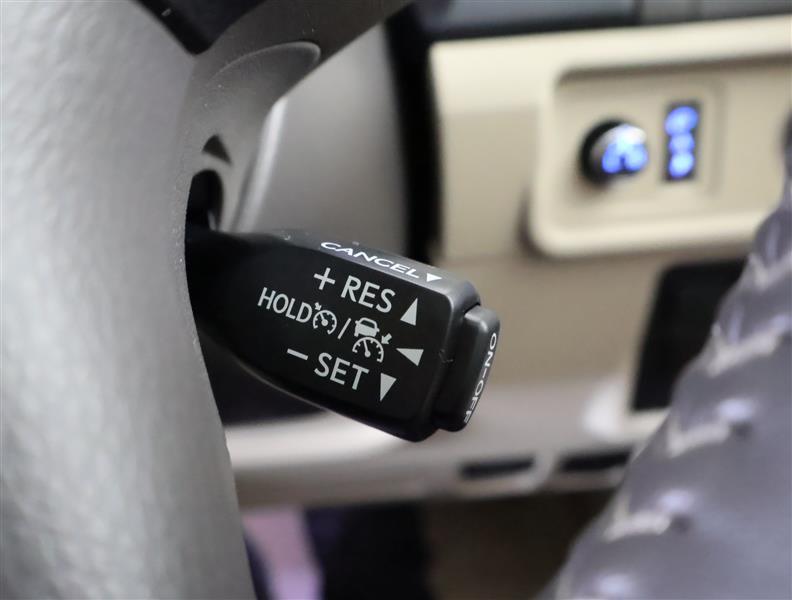 CANCEL▼
+ RES ▲
HOLD /
− SET ▼
ON-OFF